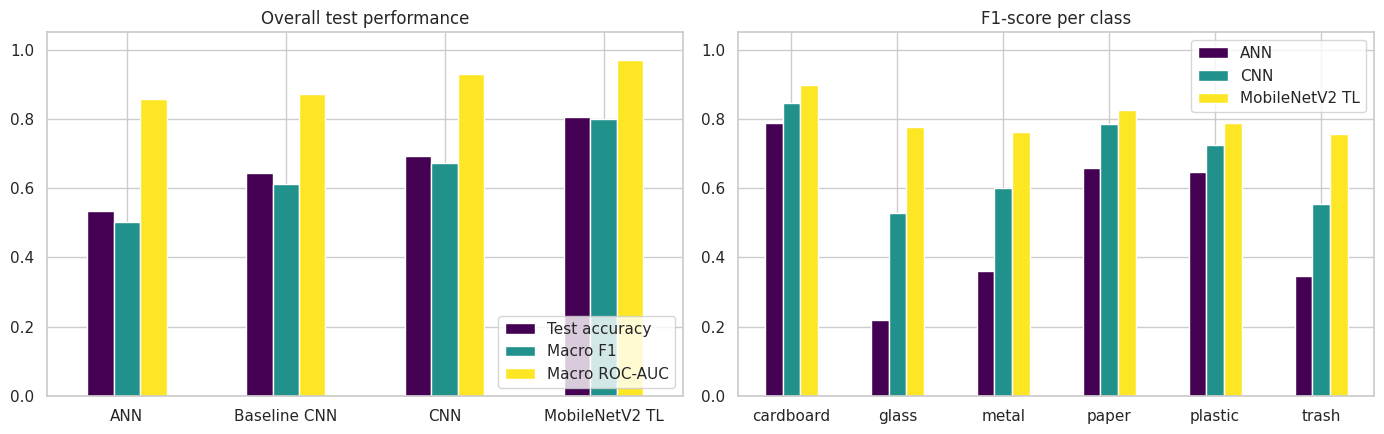 Overall test performance
1.0
0.8
0.6
0.4
0.2
0.0
ANN
Baseline CNN
CNN
MobileNetV2 TL
Test accuracy
Macro F1
Macro ROC-AUC
F1-score per class
1.0
0.8
0.6
0.4
0.2
0.0
cardboard
glass
metal
paper
plastic
trash
ANN
CNN
MobileNetV2 TL